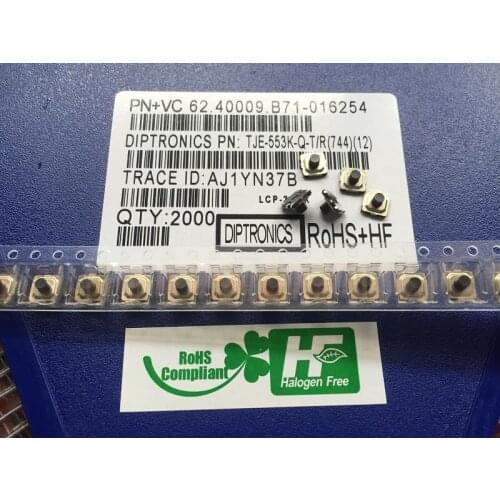 PN+VC 62.40009.B71-016254
DIPTRONICS PN: TJE-553K-Q-T/R(744)(12)
TRACE ID:AJ1YN37B
LCP-
QTY:2000
DIPTRONICS
RoHS+HF
RoHS
Compliant
HF
Halogen Free